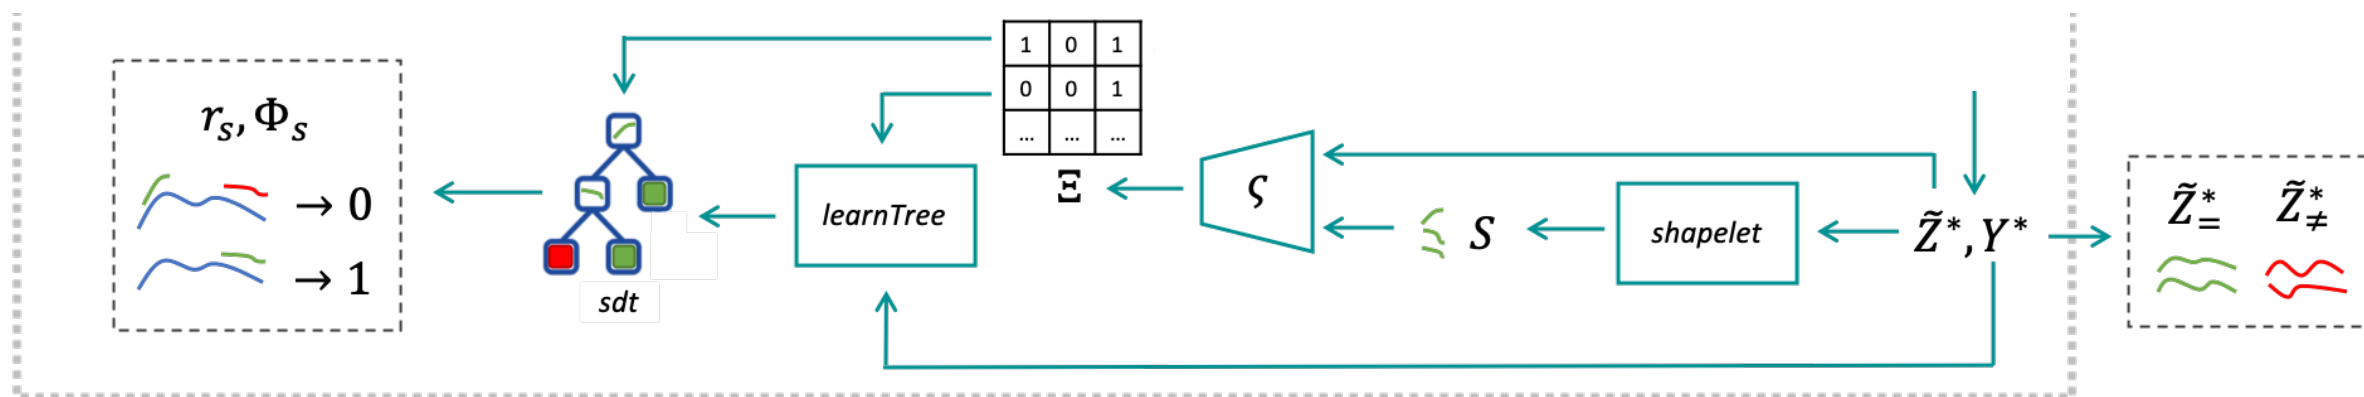 r_s, Φ_s
→ 0
→ 1
sdt
learnTree
1 0 1
0 0 1
... ... ...
Ξ
ς
S
shapelet
Z̃*, Y*
Z̃*_= Z̃*_≠